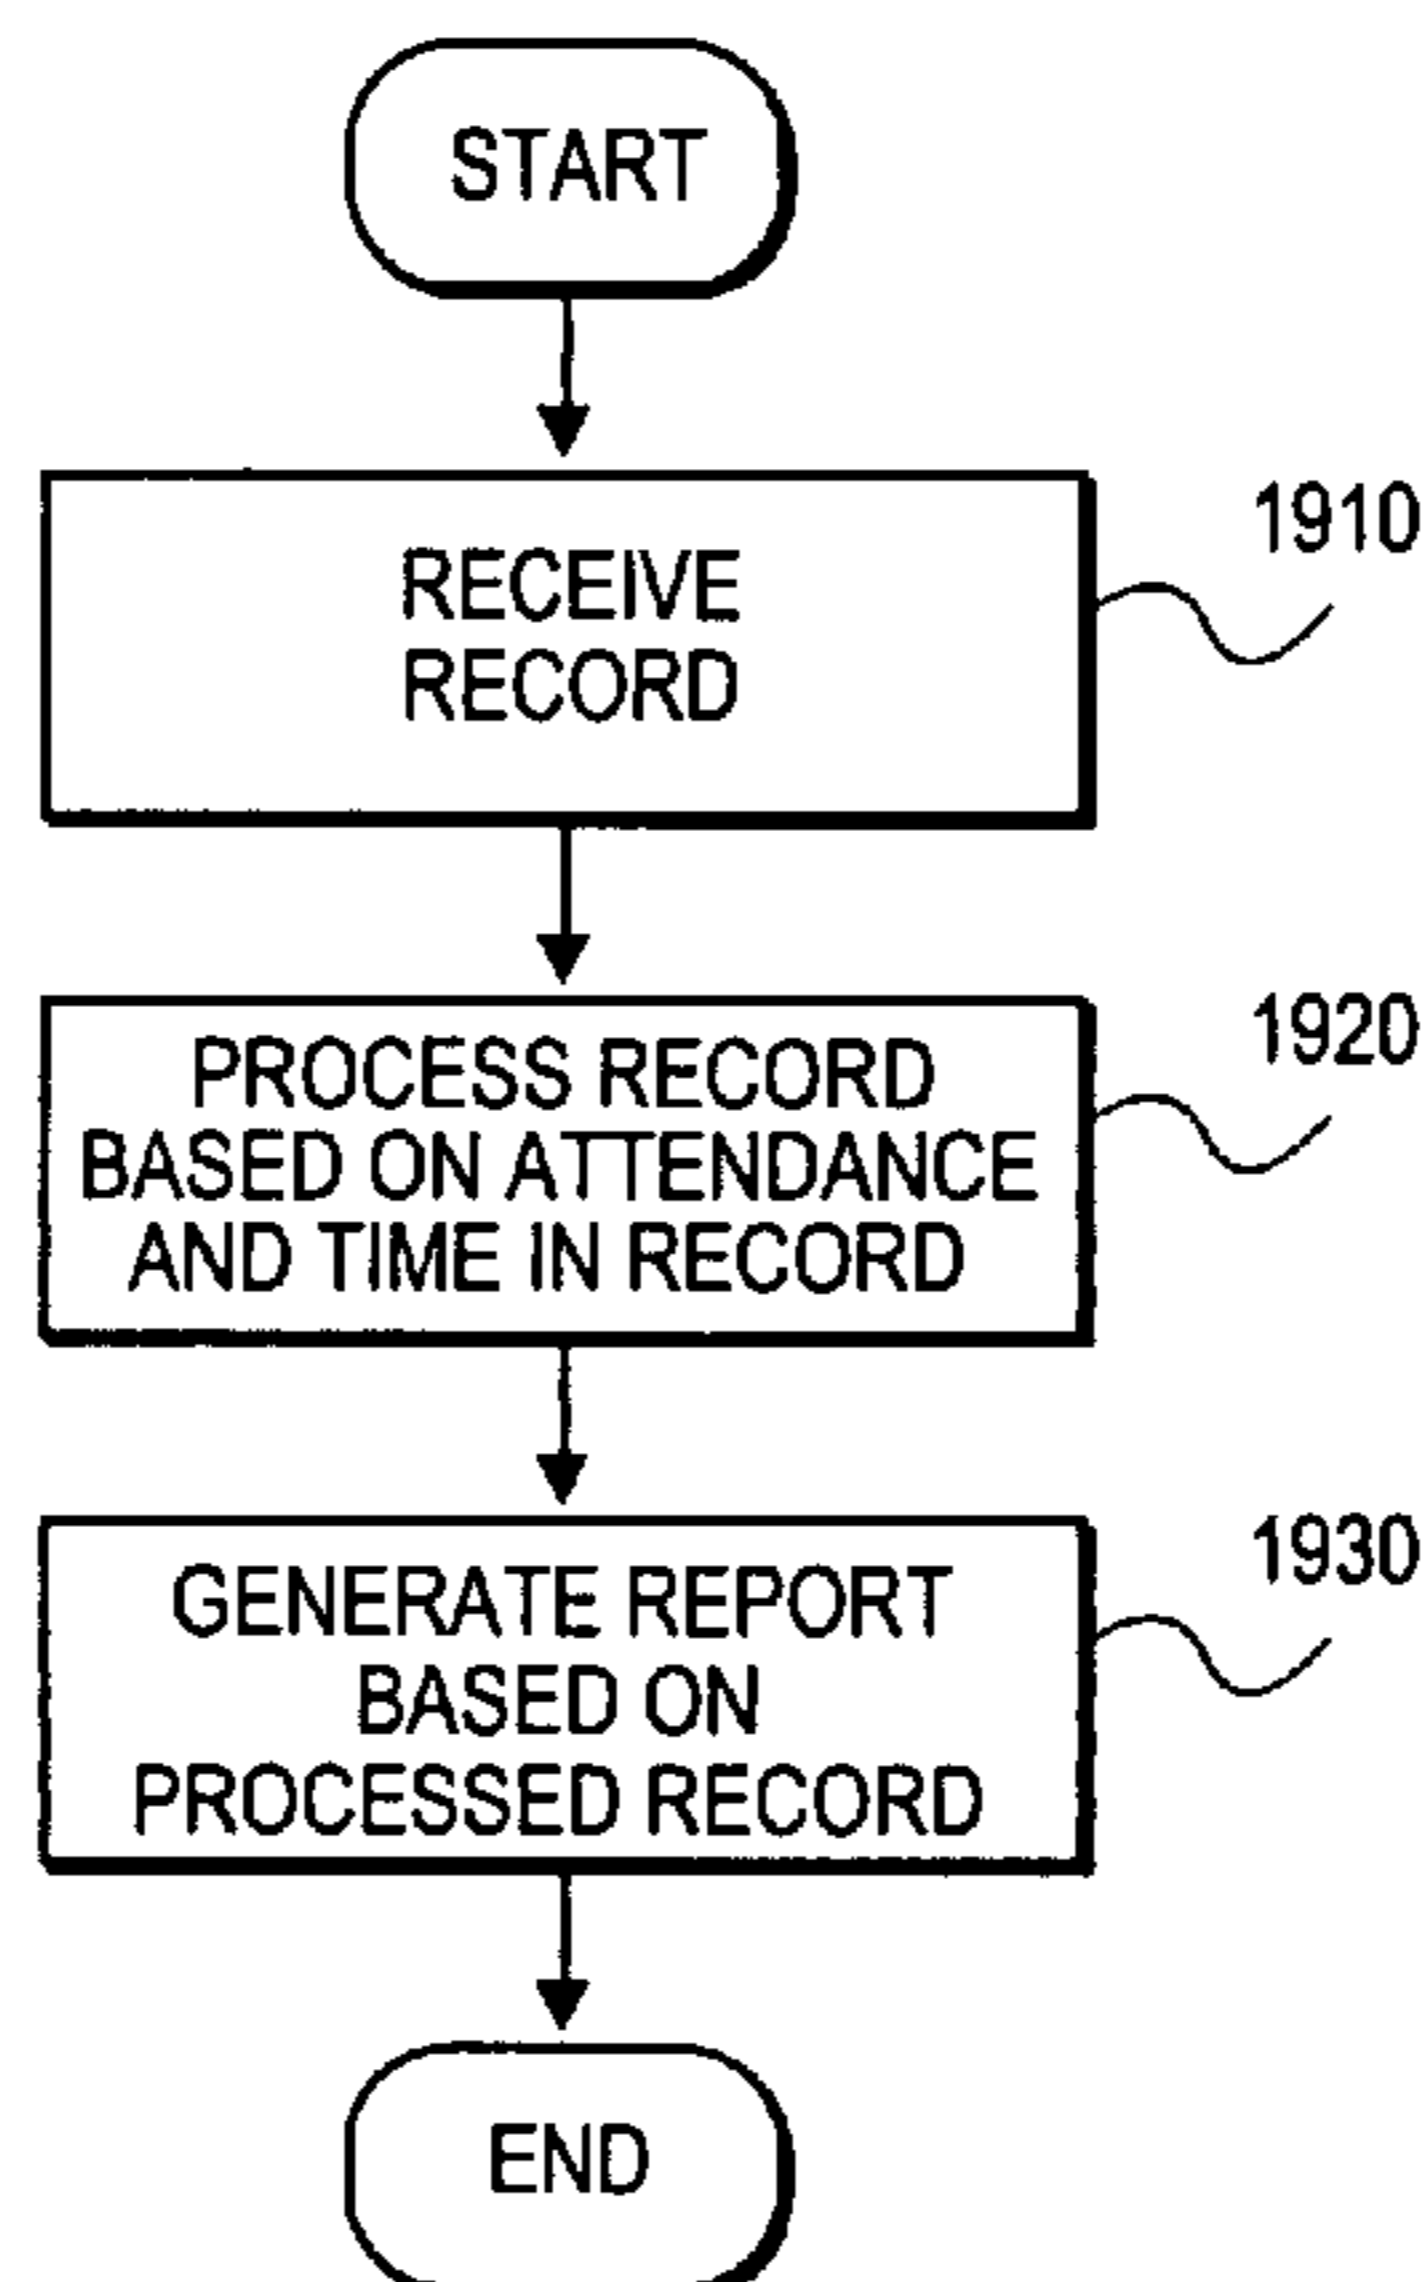 START
RECEIVE
RECORD
1910
PROCESS RECORD
BASED ON ATTENDANCE
AND TIME IN RECORD
1920
GENERATE REPORT
BASED ON
PROCESSED RECORD
1930
END